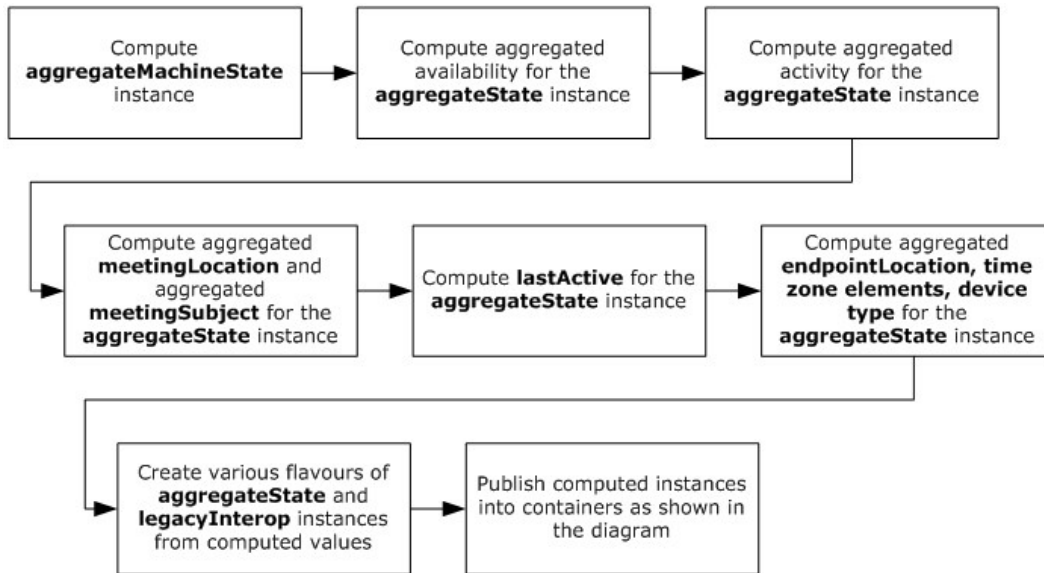 Compute
aggregateMachineState
instance
Compute aggregated
availability for the
aggregateState instance
Compute aggregated
activity for the
aggregateState instance
Compute aggregated
meetingLocation and
aggregated
meetingSubject for the
aggregateState instance
Compute lastActive for the
aggregateState instance
Compute aggregated
endpointLocation, time
zone elements, device
type for the
aggregateState instance
Create various flavours of
aggregateState and
legacyInterop instances
from computed values
Publish computed instances
into containers as shown in
the diagram